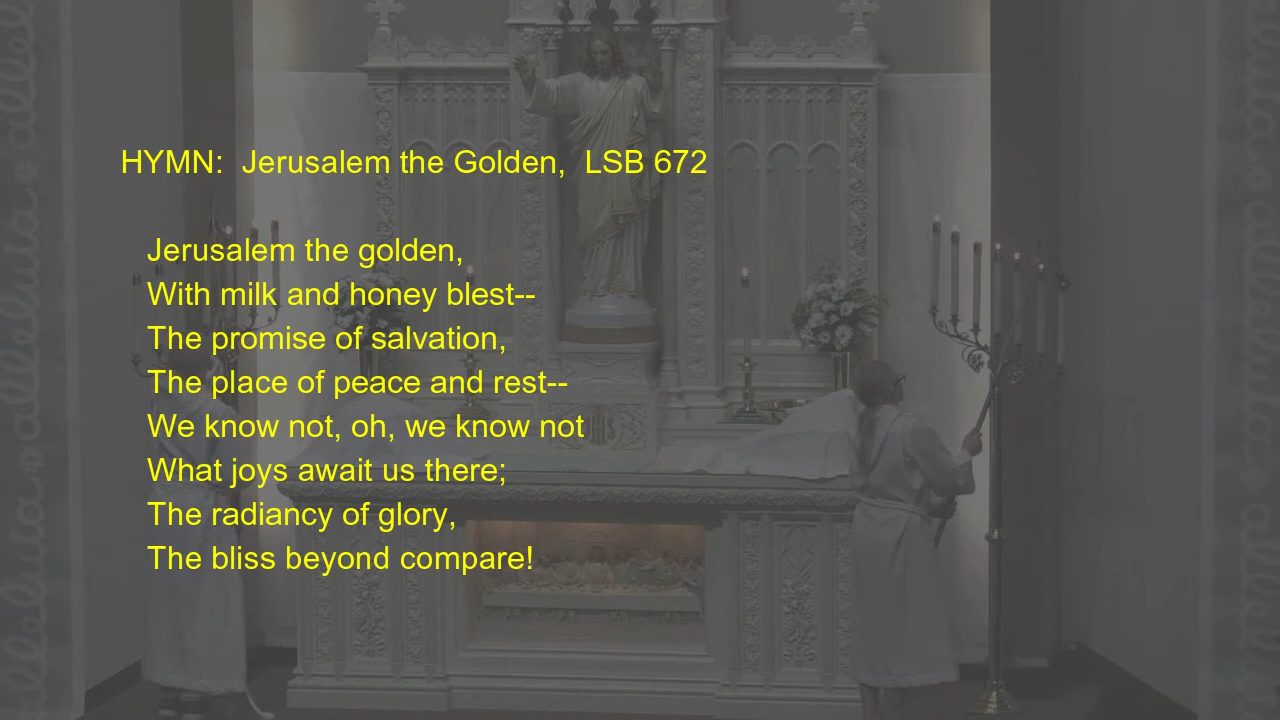 HYMN:  Jerusalem the Golden,  LSB 672
Jerusalem the golden,
With milk and honey blest--
The promise of salvation,
The place of peace and rest--
We know not, oh, we know not
What joys await us there;
The radiancy of glory,
The bliss beyond compare!